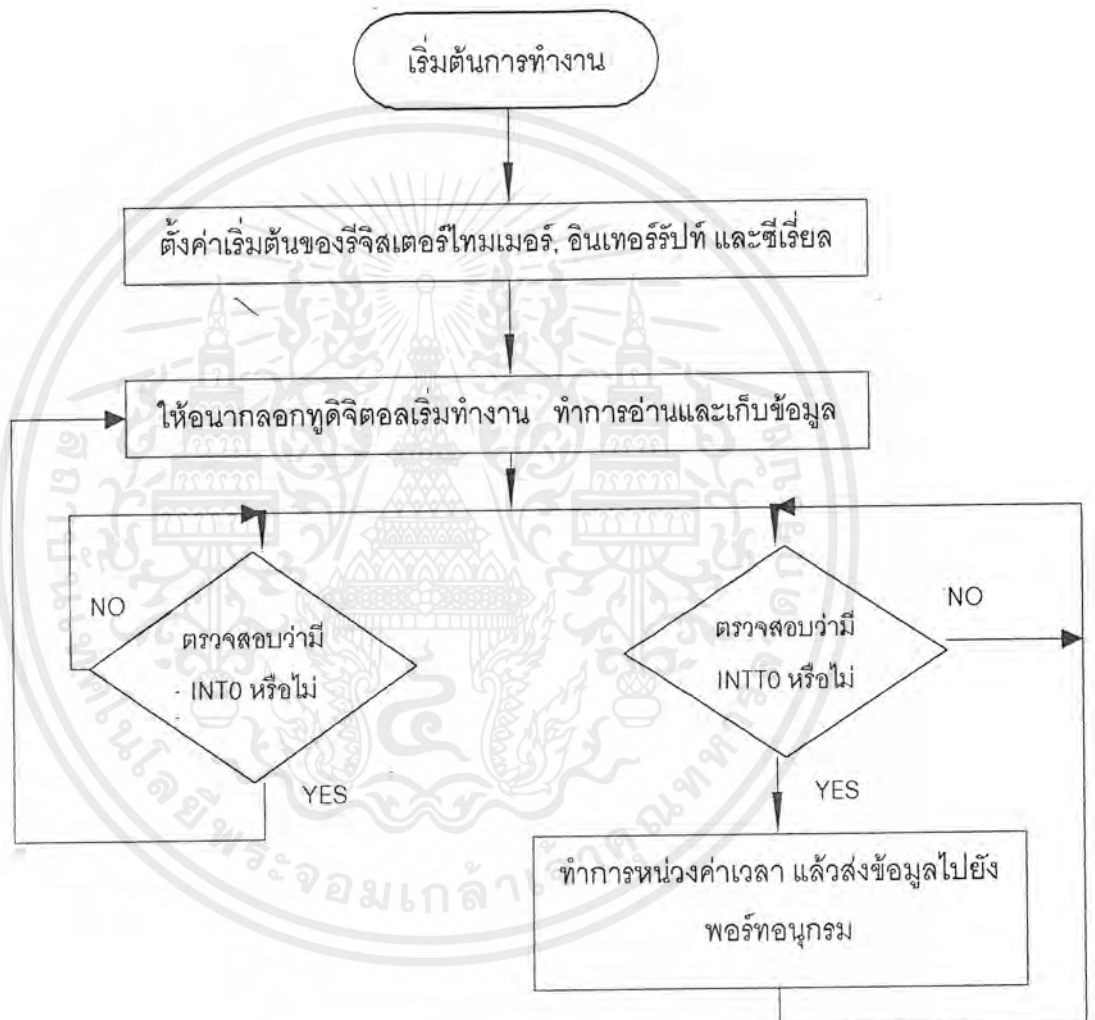 เริ่มต้นการทำงาน
ตั้งค่าเริ่มต้นของรีจิสเตอร์ไทมเมอร์, อินเทอร์รัปท์ และซีเรี่ยล
ให้อนากลอกทูดิจิตอลเริ่มทำงาน ทำการอ่านและเก็บข้อมูล
NO
ตรวจสอบว่ามี
INT0 หรือไม่
YES
ตรวจสอบว่ามี
INTT0 หรือไม่
NO
YES
ทำการหน่วงค่าเวลา แล้วส่งข้อมูลไปยัง
พอร์ทอนุกรม